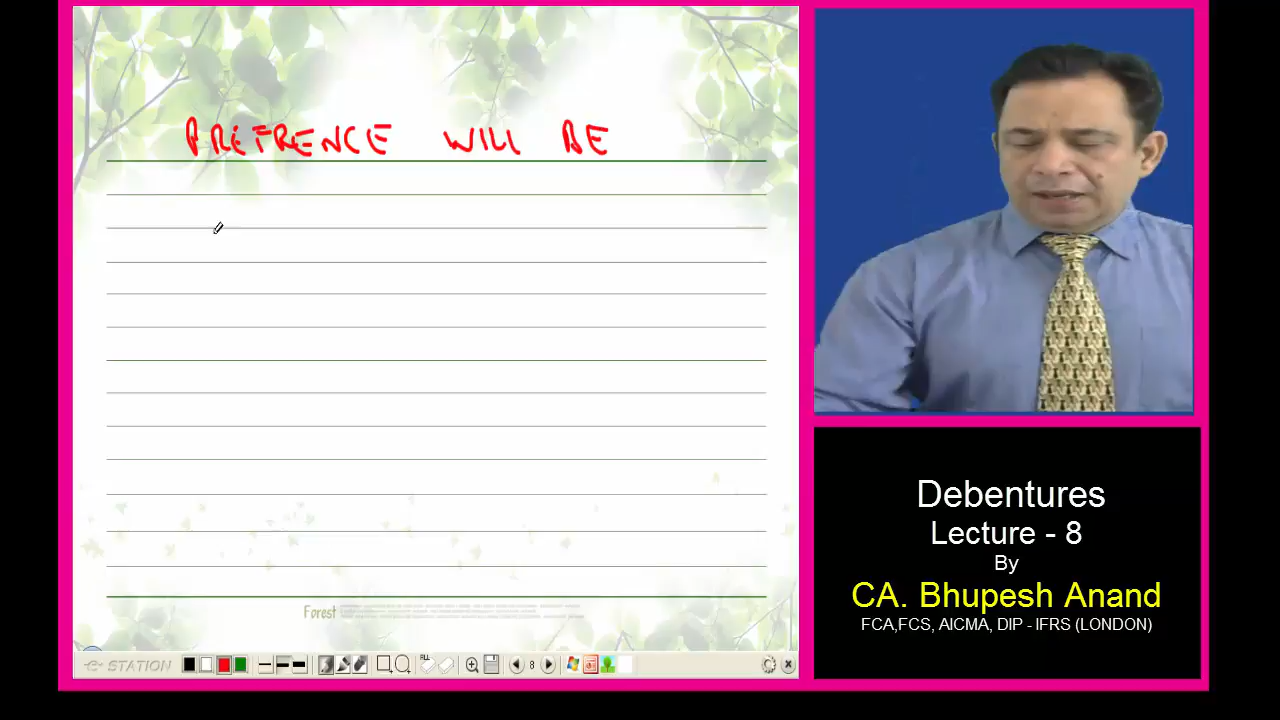 PREFRENCE WILL BE
Forest
e-STATION
ALL
8
Debentures
Lecture - 8
By
CA. Bhupesh Anand
FCA,FCS, AICMA, DIP - IFRS (LONDON)